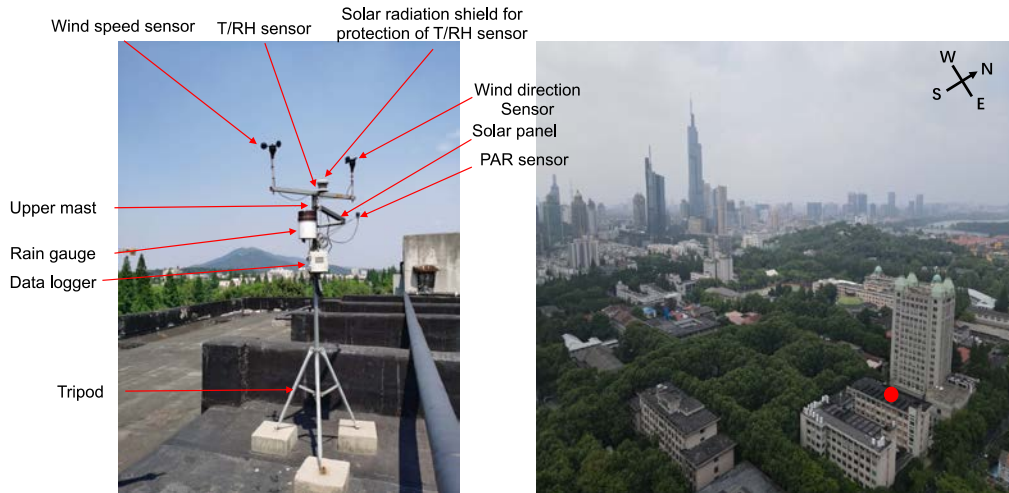 Wind speed sensor
T/RH sensor
Solar radiation shield for
protection of T/RH sensor
Wind direction
Sensor
Solar panel
PAR sensor
Upper mast
Rain gauge
Data logger
Tripod
W
N
S
E